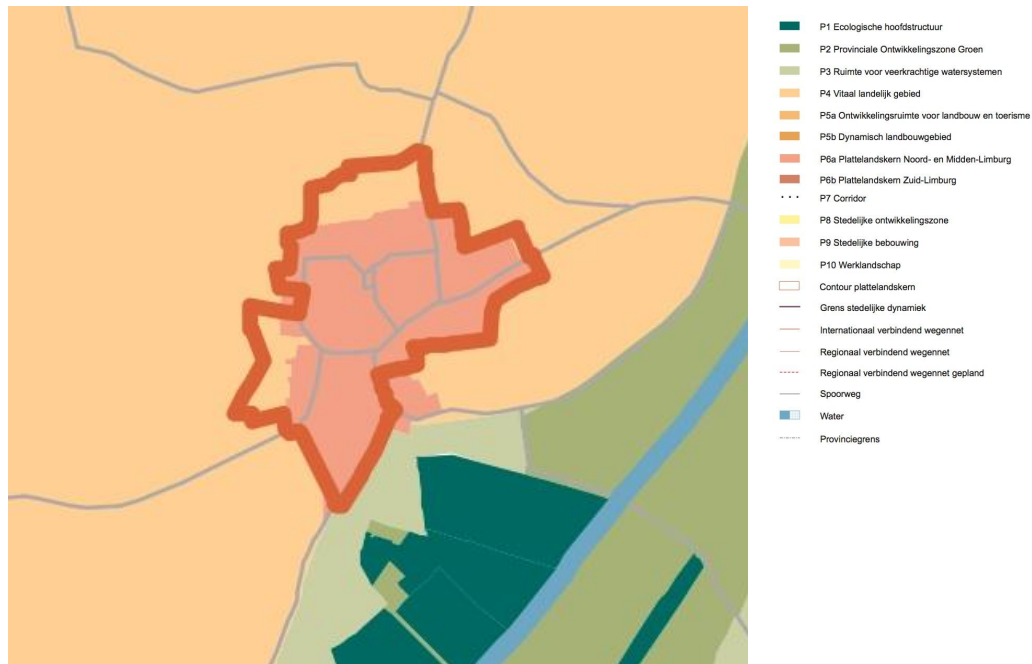 P1 Ecologische hoofdstructuur
P2 Provinciale Ontwikkelingszone Groen
P3 Ruimte voor veerkrachtige watersystemen
P4 Vitaal landelijk gebied
P5a Ontwikkelingsruimte voor landbouw en toerisme
P5b Dynamisch landbouwgebied
P6a Plattelandskern Noord- en Midden-Limburg
P6b Plattelandskern Zuid-Limburg
P7 Corridor
P8 Stedelijke ontwikkelingszone
P9 Stedelijke bebouwing
P10 Werklandschap
Contour plattelandskern
Grens stedelijke dynamiek
Internationaal verbindend wegennet
Regionaal verbindend wegennet
Regionaal verbindend wegennet gepland
Spoorweg
Water
Provinciegrens